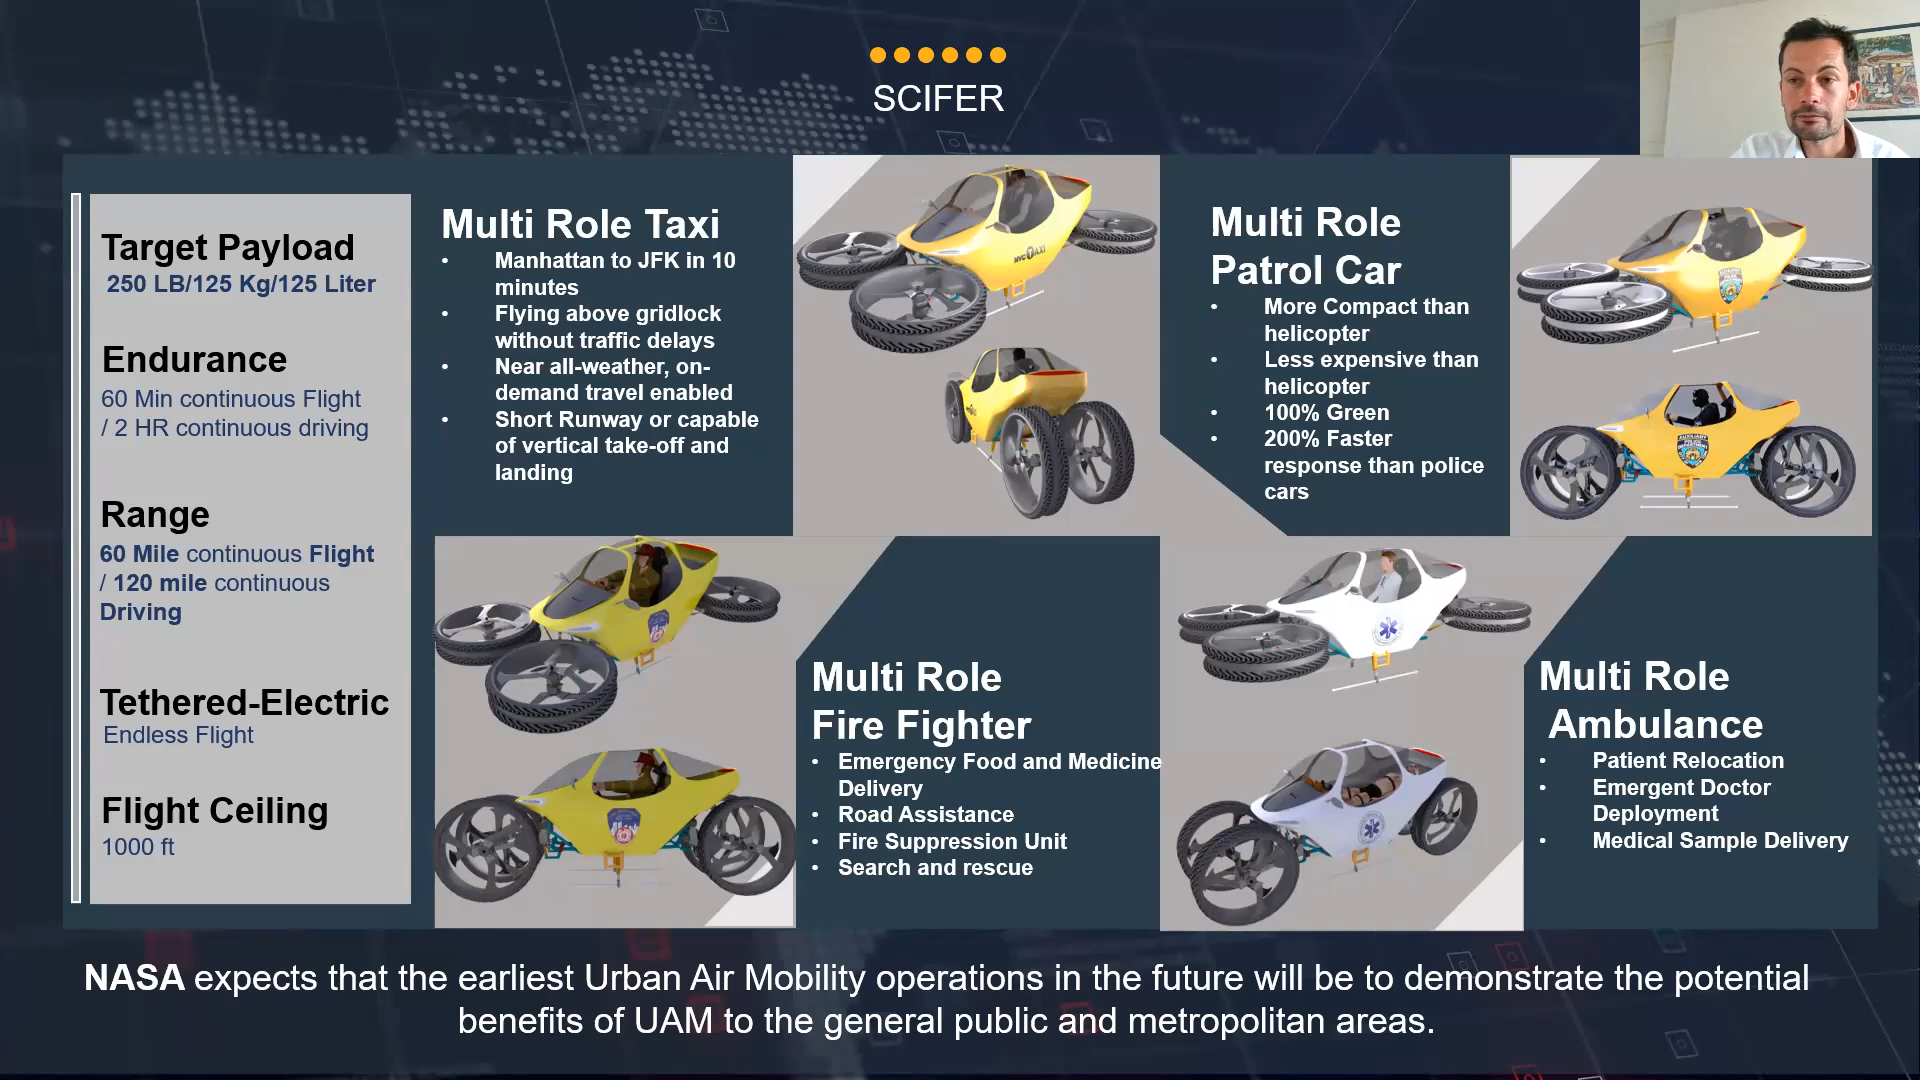 SCIFER
Target Payload
250 LB/125 Kg/125 Liter
Endurance
60 Min continuous Flight
/ 2 HR continuous driving
Range
60 Mile continuous Flight
/ 120 mile continuous
Driving
Tethered-Electric
Endless Flight
Flight Ceiling
1000 ft
Multi Role Taxi
• Manhattan to JFK in 10
minutes
• Flying above gridlock
without traffic delays
• Near all-weather, on-
demand travel enabled
• Short Runway or capable
of vertical take-off and
landing
NYC TAXI
Multi Role
Patrol Car
• More Compact than
helicopter
• Less expensive than
helicopter
• 100% Green
• 200% Faster
response than police
cars
AUXILIARY
POLICE
Multi Role
Fire Fighter
• Emergency Food and Medicine
Delivery
• Road Assistance
• Fire Suppression Unit
• Search and rescue
Multi Role
Ambulance
• Patient Relocation
• Emergent Doctor
Deployment
• Medical Sample Delivery
NASA expects that the earliest Urban Air Mobility operations in the future will be to demonstrate the potential
benefits of UAM to the general public and metropolitan areas.